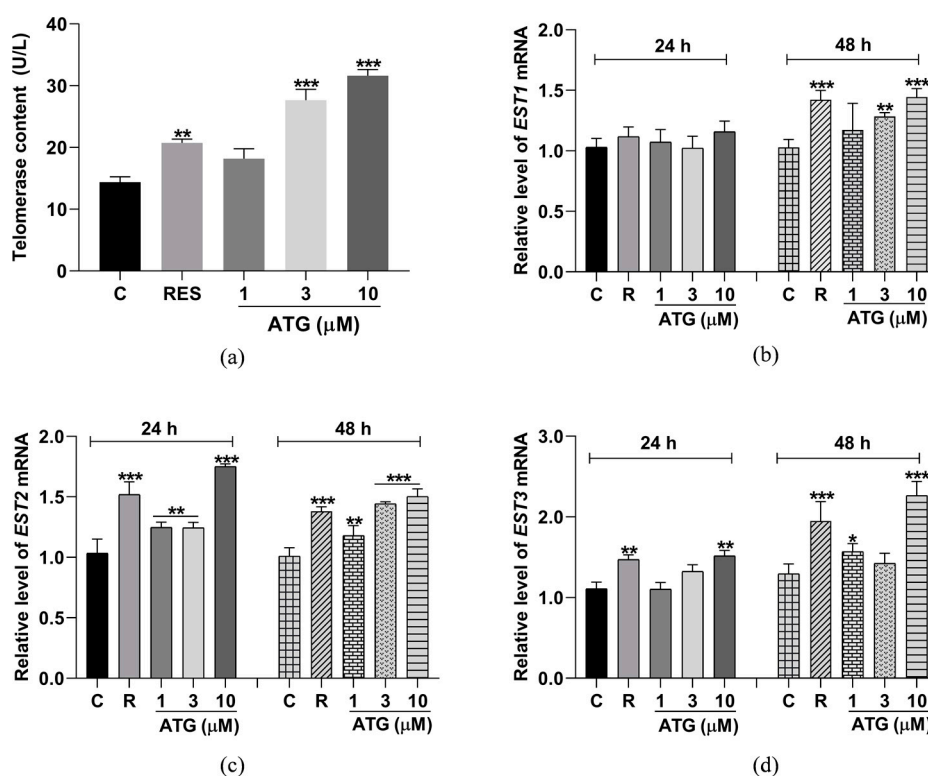 Telomerase content (U/L)
40
30
20
10
0
**
***
***
C RES 1 3 10
ATG (μM)
(a)
Relative level of EST1 mRNA
2.0
1.5
1.0
0.5
0.0
24 h 48 h
*** ** ***
C R 1 3 10 C R 1 3 10
ATG (μM) ATG (μM)
(b)
Relative level of EST2 mRNA
2.0
1.5
1.0
0.5
0.0
24 h 48 h
*** ** *** *** ** ***
C R 1 3 10 C R 1 3 10
ATG (μM) ATG (μM)
(c)
Relative level of EST3 mRNA
3.0
2.0
1.0
0.0
24 h 48 h
** ** *** * ***
C R 1 3 10 C R 1 3 10
ATG (μM) ATG (μM)
(d)